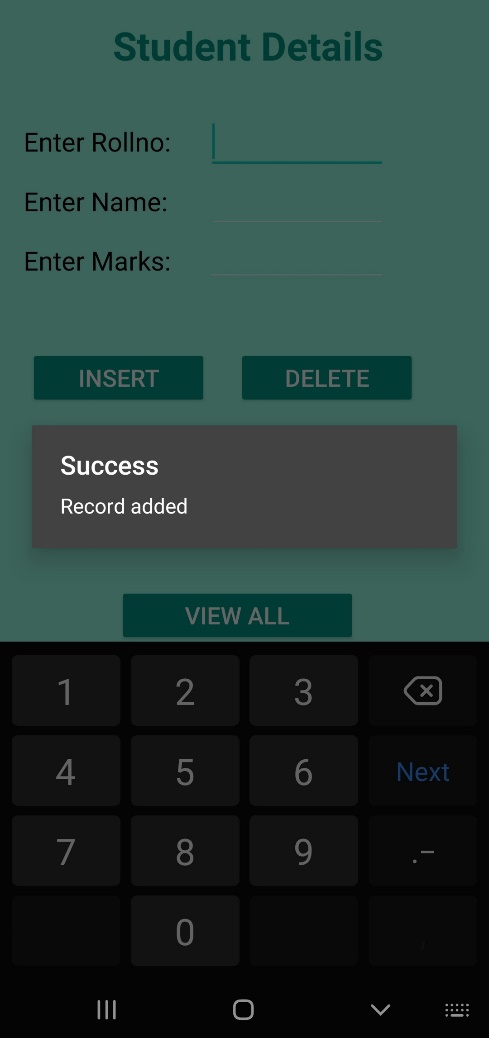 Student Details
Enter Rollno:
Enter Name:
Enter Marks:
INSERT DELETE
Success
Record added
VIEW ALL
1 2 3
4 5 6 Next
7 8 9 .–
0 ,